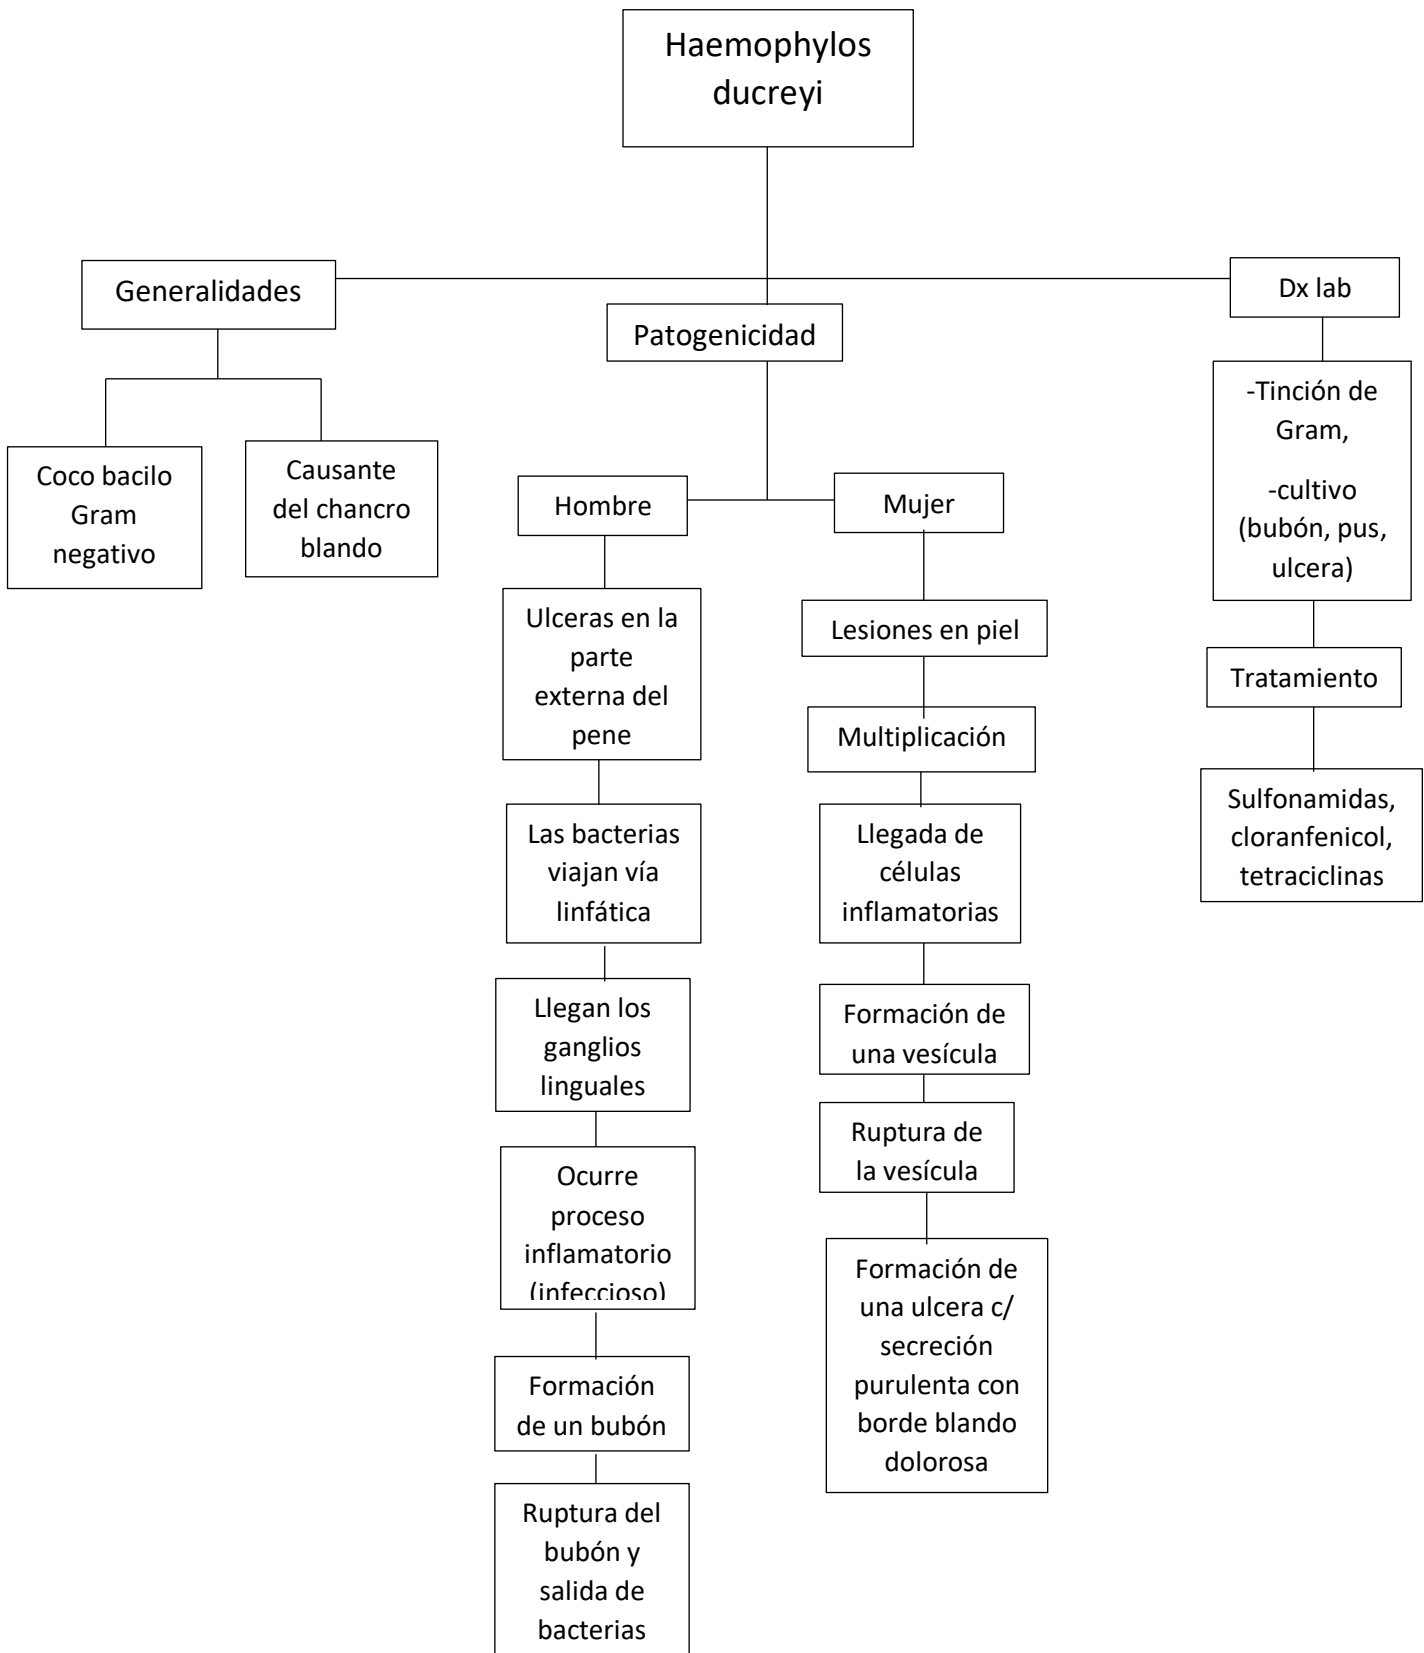 Haemophylos
ducreyi
Generalidades
Coco bacilo
Gram
negativo
Causante
del chancro
blando
Patogenicidad
Hombre
Ulceras en la
parte
externa del
pene
Las bacterias
viajan vía
linfática
Llegan los
ganglios
linguales
Ocurre
proceso
inflamatorio
(infeccioso)
Formación
de un bubón
Ruptura del
bubón y
salida de
bacterias
Mujer
Lesiones en piel
Multiplicación
Llegada de
células
inflamatorias
Formación de
una vesícula
Ruptura de
la vesícula
Formación de
una ulcera c/
secreción
purulenta con
borde blando
dolorosa
Dx lab
-Tinción de
Gram,
-cultivo
(bubón, pus,
ulcera)
Tratamiento
Sulfonamidas,
cloranfenicol,
tetraciclinas